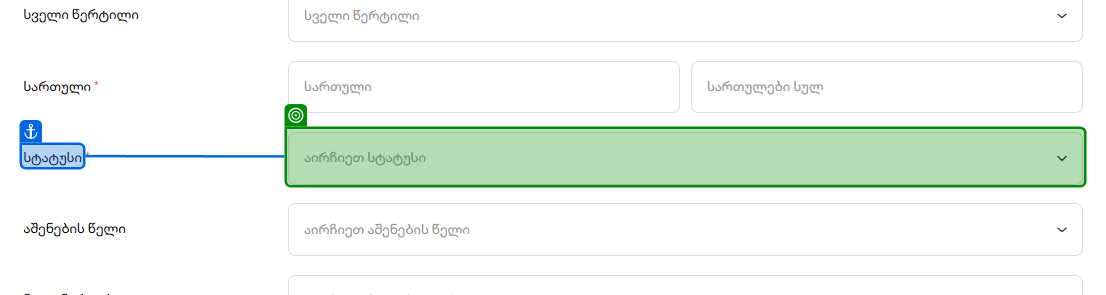 სველი წერტილი
სველი წერტილი
სართული *
სართული
სართულები სულ
სტატუსი *
აირჩიეთ სტატუსი
აშენების წელი
აირჩიეთ აშენების წელი